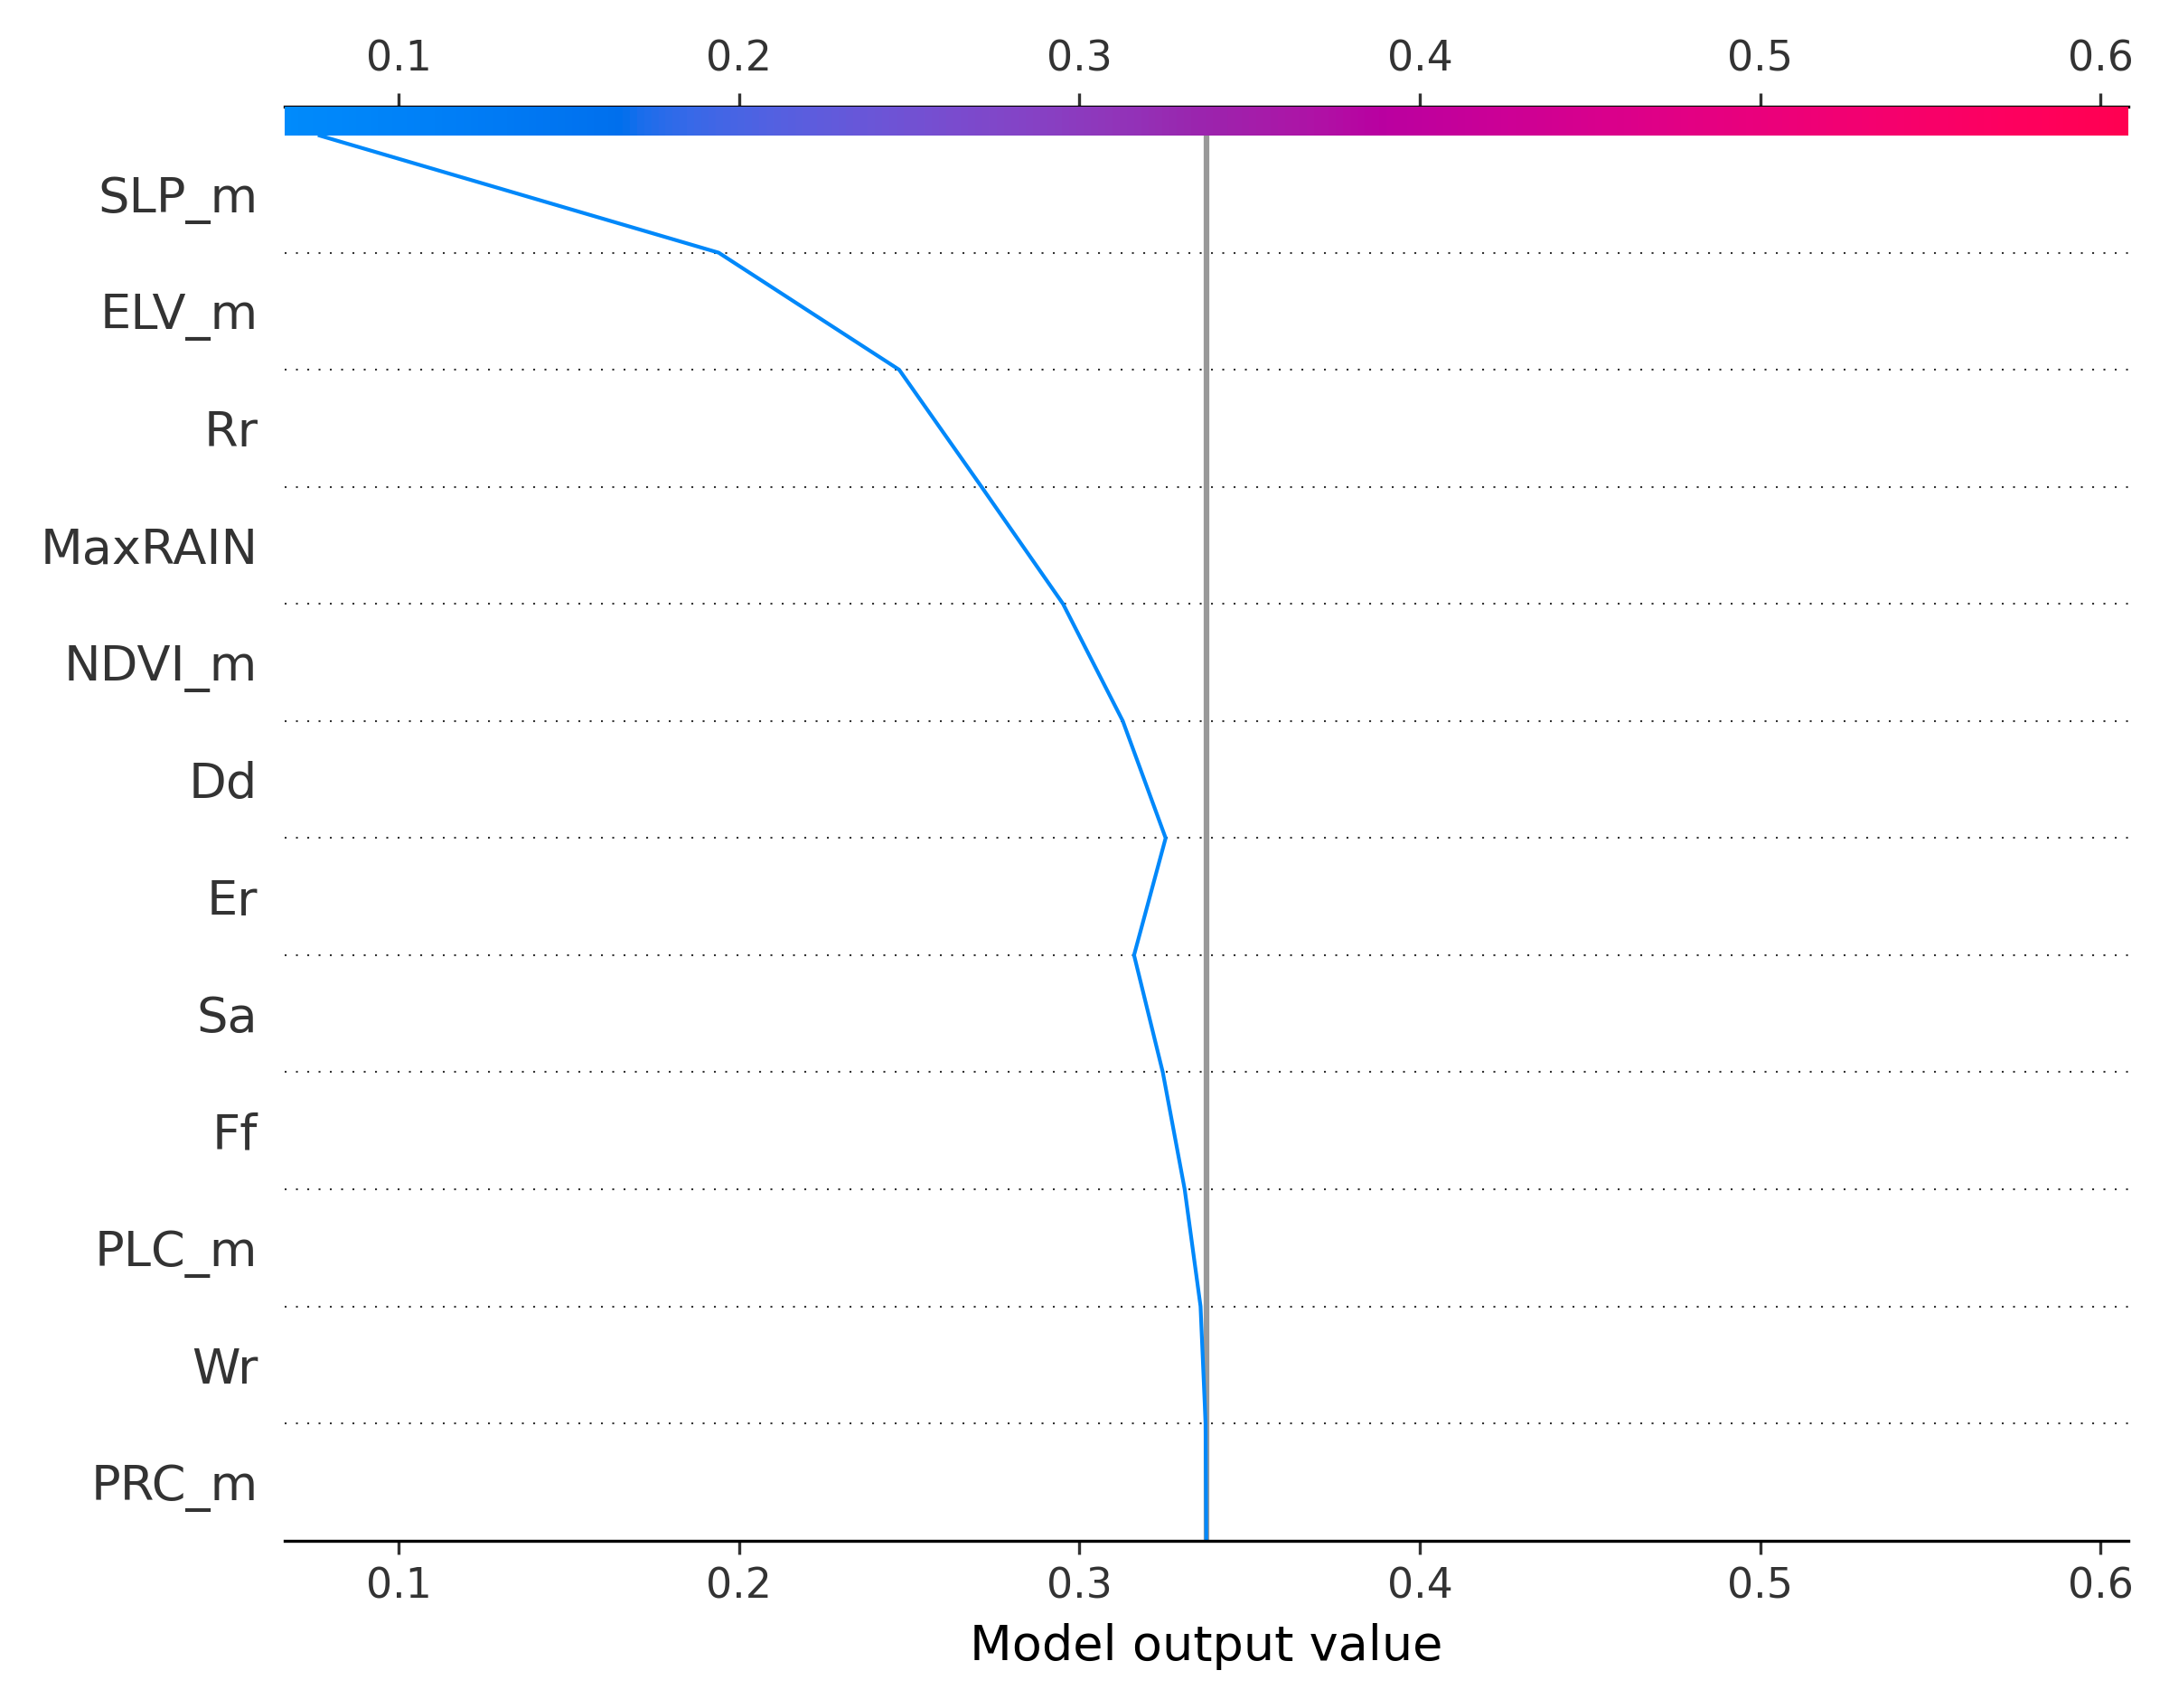 0.1 0.2 0.3 0.4 0.5 0.6
SLP_m
ELV_m
Rr
MaxRAIN
NDVI_m
Dd
Er
Sa
Ff
PLC_m
Wr
PRC_m
0.1 0.2 0.3 0.4 0.5 0.6
Model output value